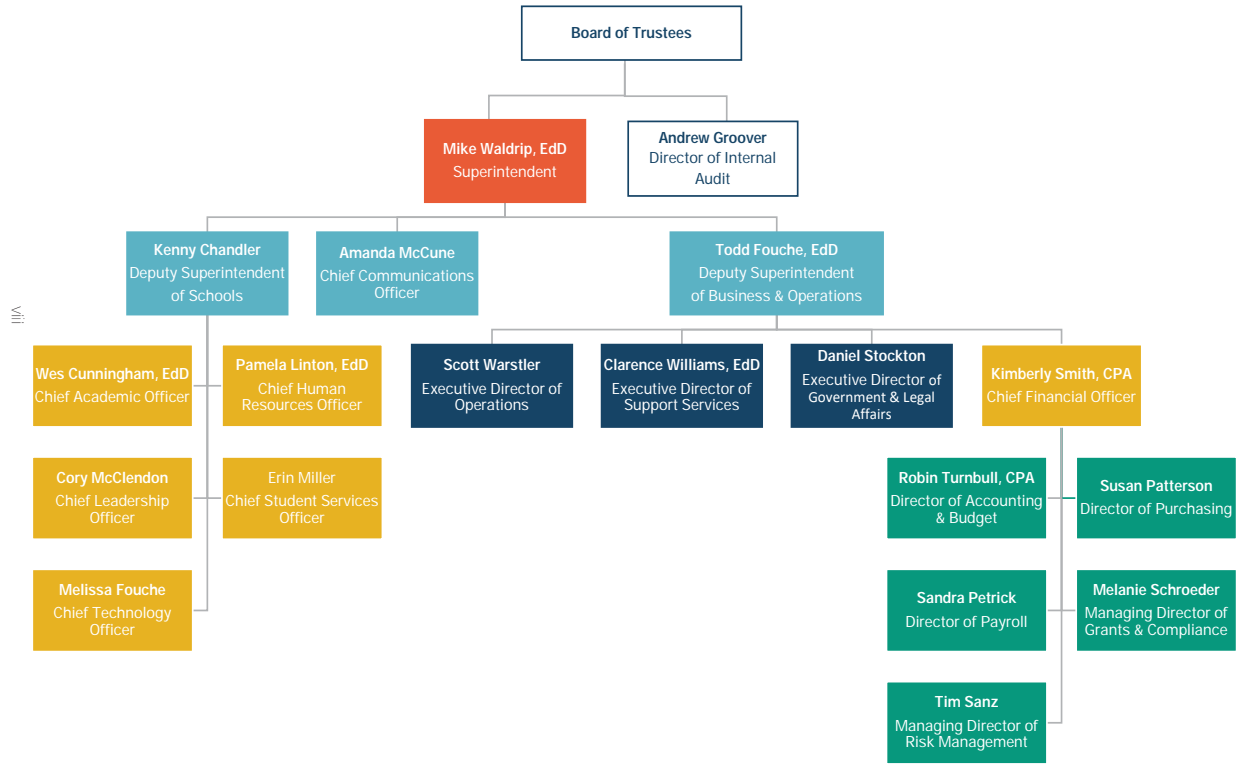 Board of Trustees
Mike Waldrip, EdD
Superintendent
Andrew Groover
Director of Internal
Audit
Kenny Chandler
Deputy Superintendent
of Schools
Amanda McCune
Chief Communications
Officer
Todd Fouche, EdD
Deputy Superintendent
of Business & Operations
viii
Wes Cunningham, EdD
Chief Academic Officer
Pamela Linton, EdD
Chief Human
Resources Officer
Scott Warstler
Executive Director of
Operations
Clarence Williams, EdD
Executive Director of
Support Services
Daniel Stockton
Executive Director of
Government & Legal
Affairs
Kimberly Smith, CPA
Chief Financial Officer
Cory McClendon
Chief Leadership
Officer
Erin Miller
Chief Student Services
Officer
Robin Turnbull, CPA
Director of Accounting
& Budget
Susan Patterson
Director of Purchasing
Melissa Fouche
Chief Technology
Officer
Sandra Petrick
Director of Payroll
Melanie Schroeder
Managing Director of
Grants & Compliance
Tim Sanz
Managing Director of
Risk Management